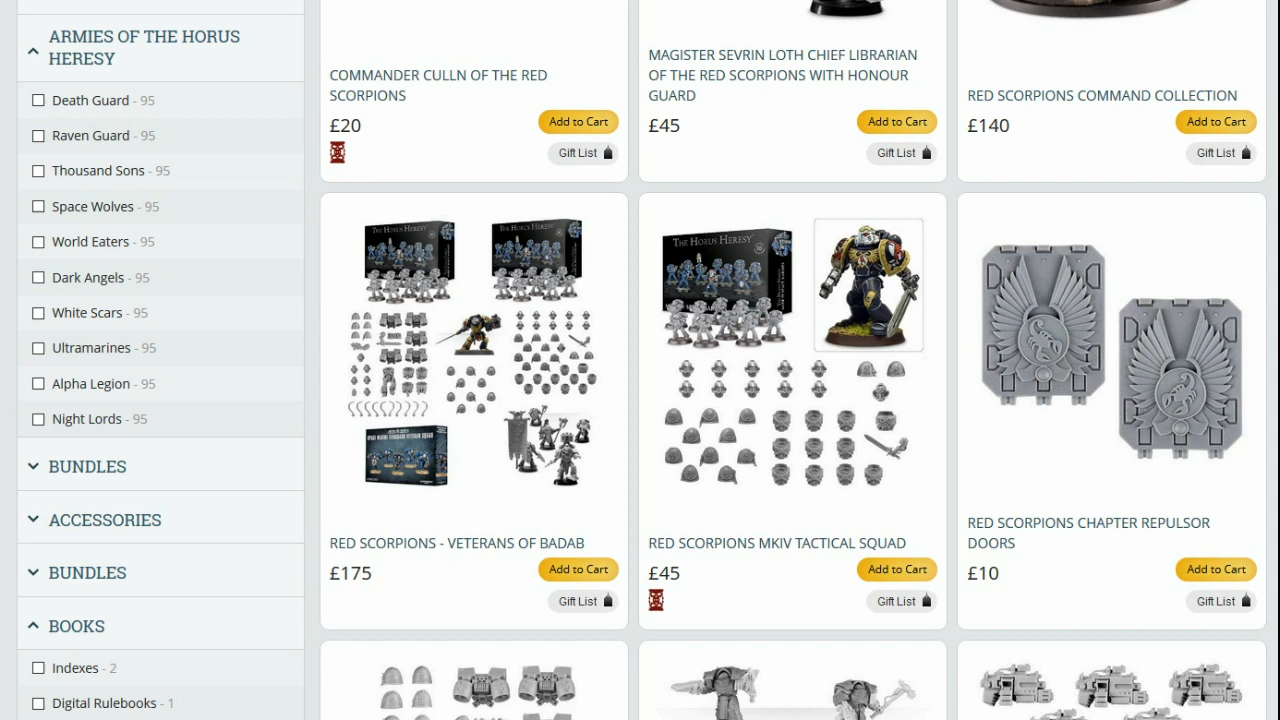 ARMIES OF THE HORUS
HERESY
Death Guard - 95
Raven Guard - 95
Thousand Sons - 95
Space Wolves - 95
World Eaters - 95
Dark Angels - 95
White Scars - 95
Ultramarines - 95
Alpha Legion - 95
Night Lords - 95
BUNDLES
ACCESSORIES
BUNDLES
BOOKS
Indexes - 2
Digital Rulebooks - 1
COMMANDER CULLN OF THE RED
SCORPIONS
£20
Add to Cart
Gift List
MAGISTER SEVRIN LOTH CHIEF LIBRARIAN
OF THE RED SCORPIONS WITH HONOUR
GUARD
£45
Add to Cart
Gift List
RED SCORPIONS COMMAND COLLECTION
£140
Add to Cart
Gift List
THE HORUS HERESY
THE HORUS HERESY
SPACE MARINE VANGUARD VETERAN SQUAD
RED SCORPIONS - VETERANS OF BADAB
£175
Add to Cart
Gift List
THE HORUS HERESY
RED SCORPIONS MKIV TACTICAL SQUAD
£45
Add to Cart
Gift List
RED SCORPIONS CHAPTER REPULSOR
DOORS
£10
Add to Cart
Gift List